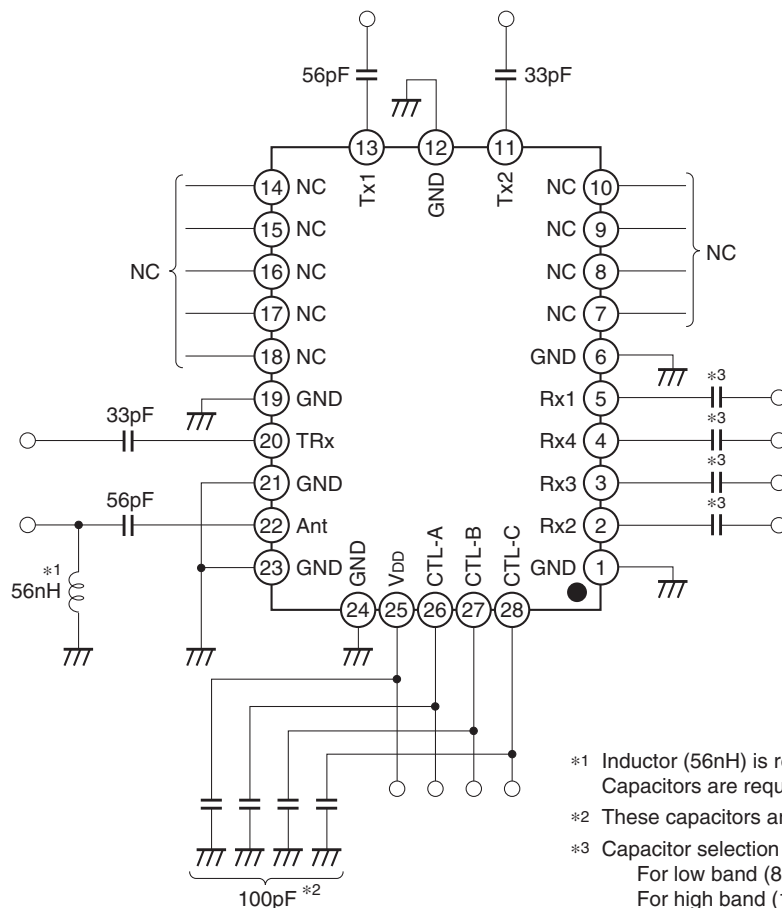 56pF
33pF
13
12
11
Tx1
GND
Tx2
14 NC
15 NC
16 NC
17 NC
18 NC
NC
NC 10
NC 9
NC 8
NC 7
NC
GND 6
19 GND
33pF
20 TRx
21 GND
56pF
22 Ant
23 GND
*1
56nH
*3
Rx1 5
*3
Rx4 4
*3
Rx3 3
*3
Rx2 2
GND 1
GND
VDD
CTL-A
CTL-B
CTL-C
24
25
26
27
28
100pF *2
*1 Inductor (56nH) is
Capacitors are
*2 These capacitors
*3 Capacitor selection
For low band (8
For high band (1